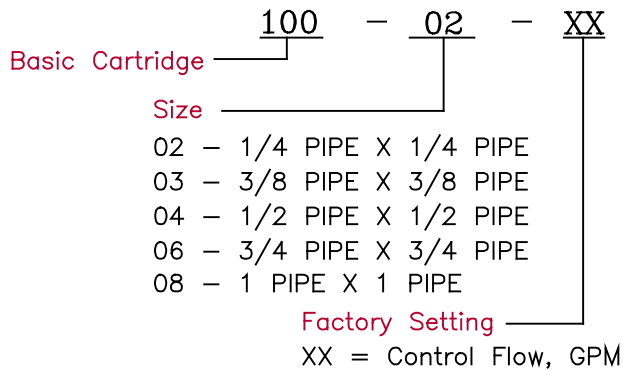 100 - 02 - XX
Basic Cartridge
Size
02 - 1/4 PIPE X 1/4 PIPE
03 - 3/8 PIPE X 3/8 PIPE
04 - 1/2 PIPE X 1/2 PIPE
06 - 3/4 PIPE X 3/4 PIPE
08 - 1 PIPE X 1 PIPE
Factory Setting
XX = Control Flow, GPM